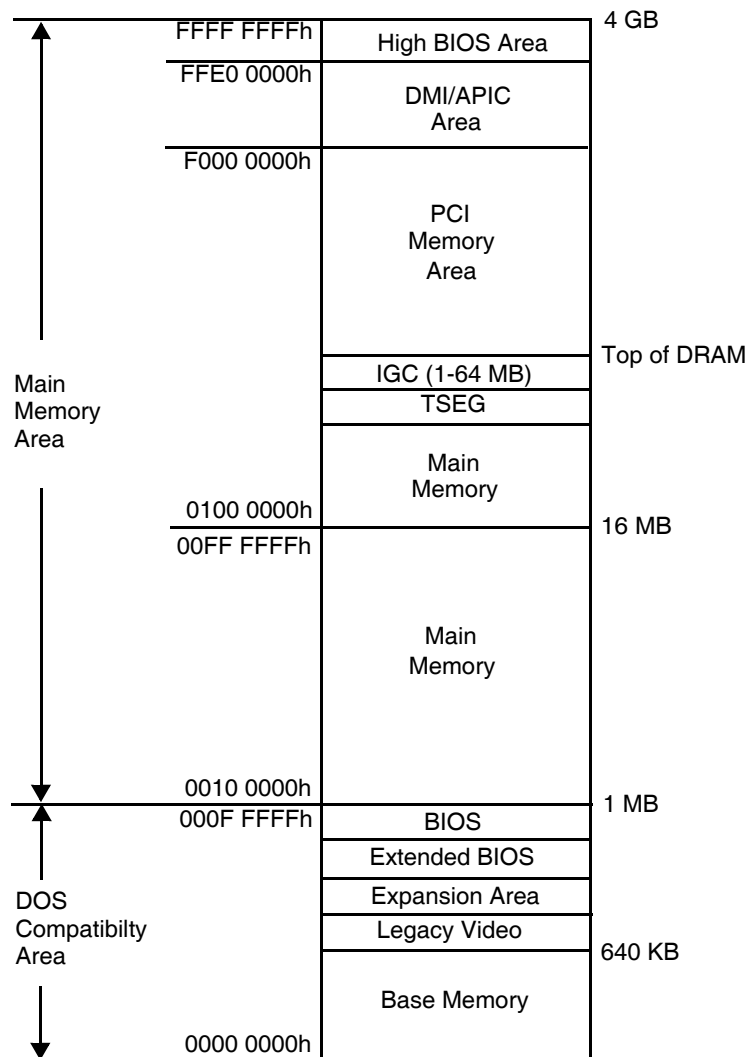 FFFF FFFFh
High BIOS Area
4 GB
FFE0 0000h
DMI/APIC
Area
F000 0000h
PCI
Memory
Area
Top of DRAM
IGC (1-64 MB)
TSEG
Main
Memory
Area
Main
Memory
0100 0000h
16 MB
00FF FFFFh
Main
Memory
0010 0000h
1 MB
000F FFFFh
BIOS
Extended BIOS
Expansion Area
DOS
Compatibilty
Area
Legacy Video
640 KB
Base Memory
0000 0000h